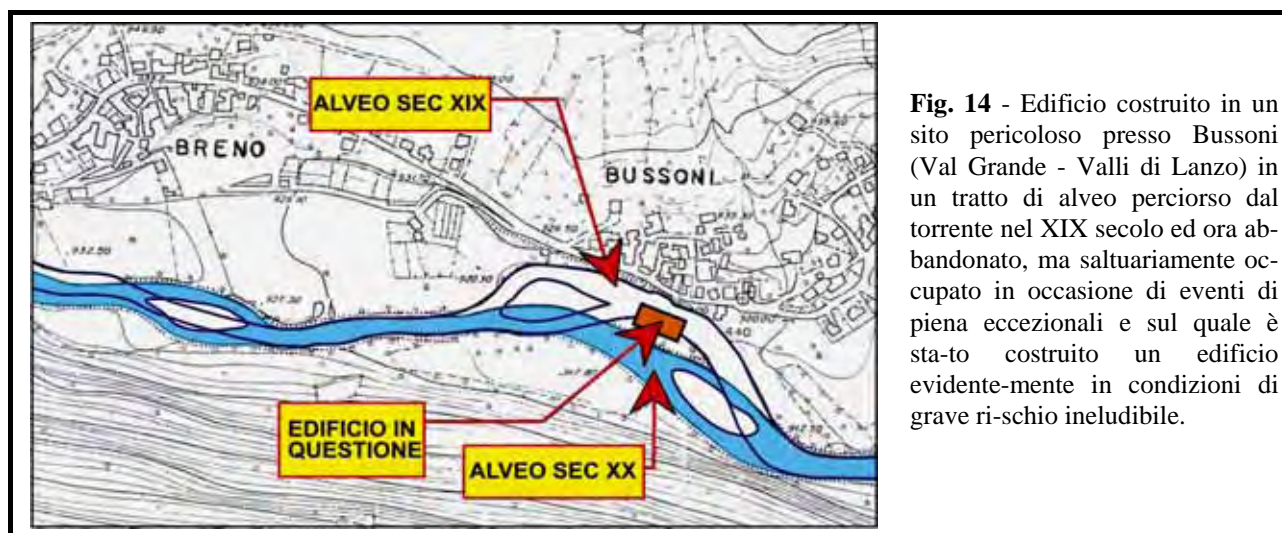 ALVEO SEC XIX
BRENO
BUSSONI
EDIFICIO IN
QUESTIONE
ALVEO SEC XX
Fig. 14 - Edificio costruito in un
sito pericoloso presso Bussoni
(Val Grande - Valli di Lanzo) in
un tratto di alveo perciorso dal
torrente nel XIX secolo ed ora ab-
bandonato, ma saltuariamente oc-
cupato in occasione di eventi di
piena eccezionali e sul quale è
sta-to costruito un edificio
evidente-mente in condizioni di
grave ri-schio ineludibile.